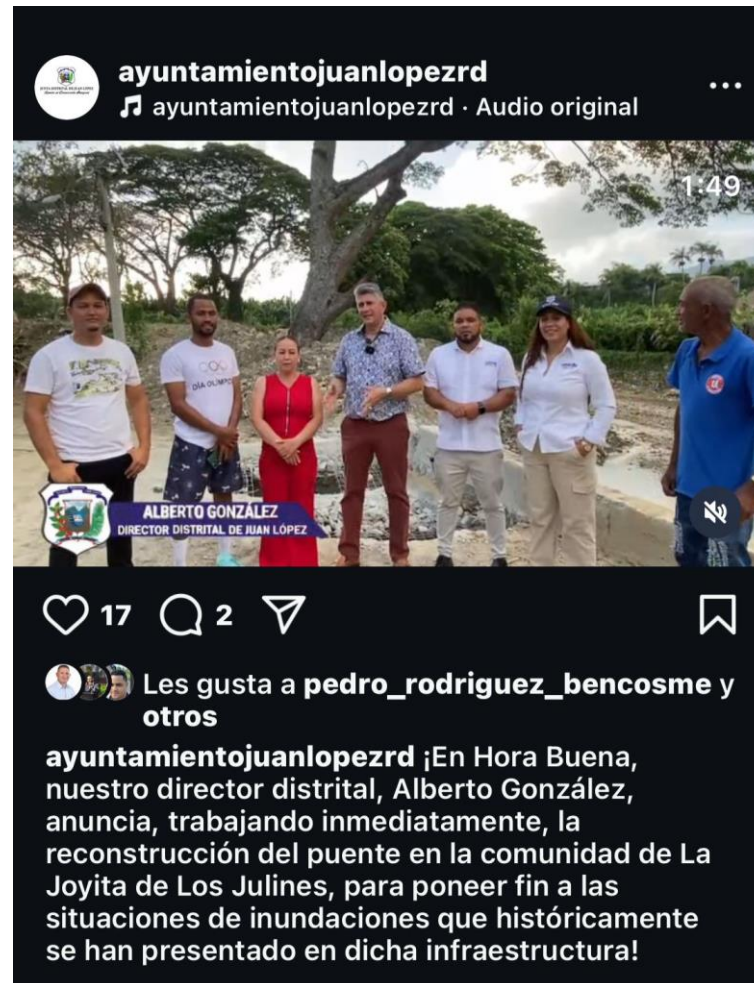 ayuntamientojuanlopezrd
ayuntamientojuanlopezrd · Audio original
1:49
DÍA OLÍMPICO
ALBERTO GONZÁLEZ
DIRECTOR DISTRITAL DE JUAN LÓPEZ
17 2
Les gusta a pedro_rodriguez_bencosme y
otros
ayuntamientojuanlopezrd ¡En Hora Buena,
nuestro director distrital, Alberto González,
anuncia, trabajando inmediatamente, la
reconstrucción del puente en la comunidad de La
Joyita de Los Julines, para poneer fin a las
situaciones de inundaciones que históricamente
se han presentado en dicha infraestructura!